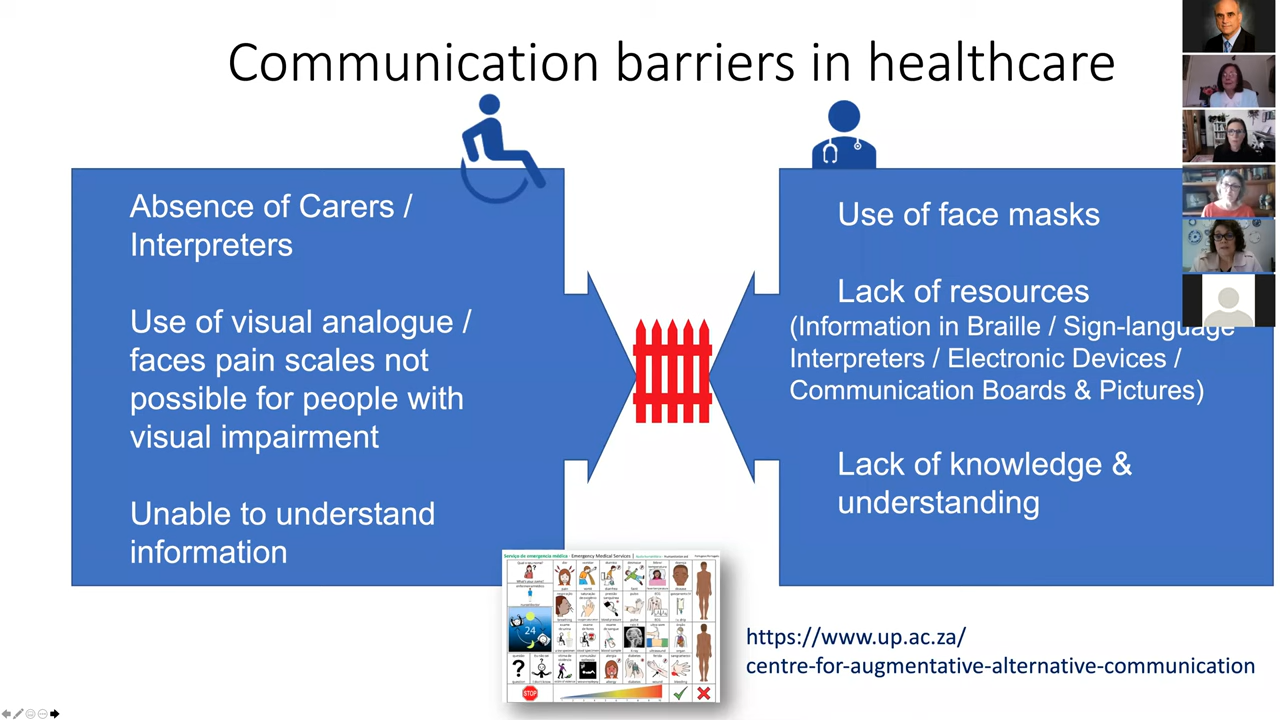 Communication barriers in healthcare
Absence of Carers /
Interpreters
Use of visual analogue /
faces pain scales not
possible for people with
visual impairment
Unable to understand
information
Use of face masks
Lack of resources
(Information in Braille / Sign-language
Interpreters / Electronic Devices /
Communication Boards & Pictures)
Lack of knowledge &
understanding
Serviço de emergencia médica - Emergency Medical Services
24
question
STOP
https://www.up.ac.za/
centre-for-augmentative-alternative-communication